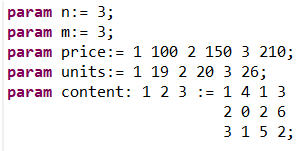 param n:= 3;
param m:= 3;
param price:= 1 100 2 150 3 210;
param units:= 1 19 2 20 3 26;
param content: 1 2 3 := 1 4 1 3
2 0 2 6
3 1 5 2;